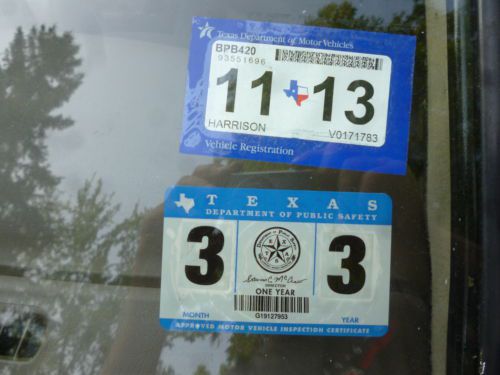 Texas Department of Motor Vehicles
BPB420
93551696
11 13
HARRISON V0171783
Vehicle Registration
TEXAS
DEPARTMENT OF PUBLIC SAFETY
3 3
DIRECTOR
ONE YEAR
MONTH G19127953 YEAR
APPROVED MOTOR VEHICLE INSPECTION CERTIFICATE